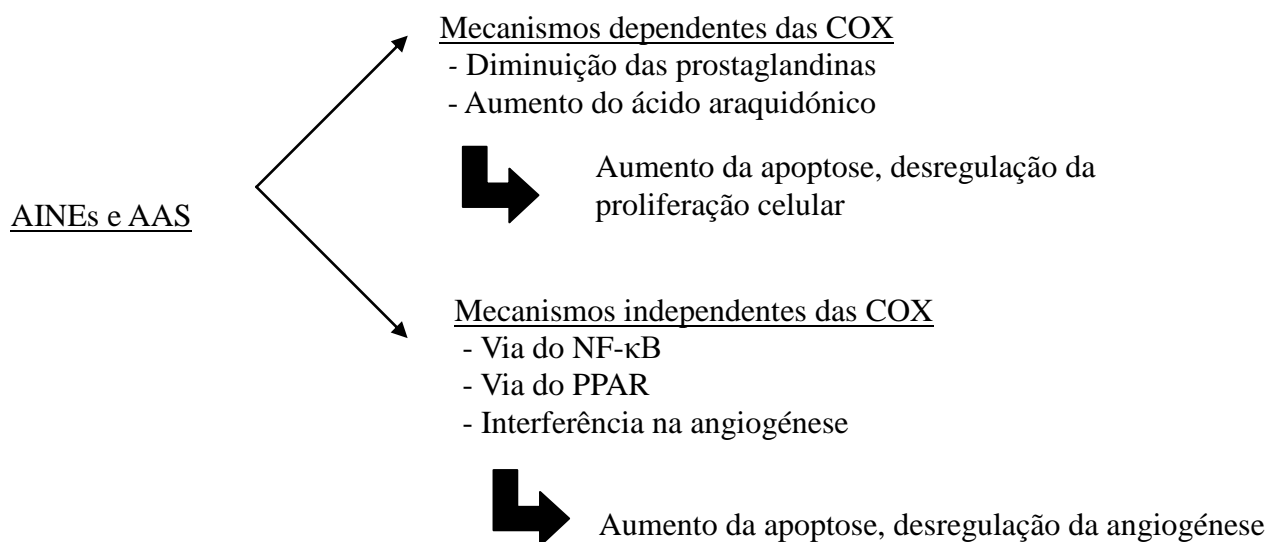 Mecanismos dependentes das COX
- Diminuição das prostaglandinas
- Aumento do ácido araquidónico
Aumento da apoptose, desregulação da
proliferação celular
AINEs e AAS
Mecanismos independentes das COX
- Via do NF-κB
- Via do PPAR
- Interferência na angiogénese
Aumento da apoptose, desregulação da angiogénese